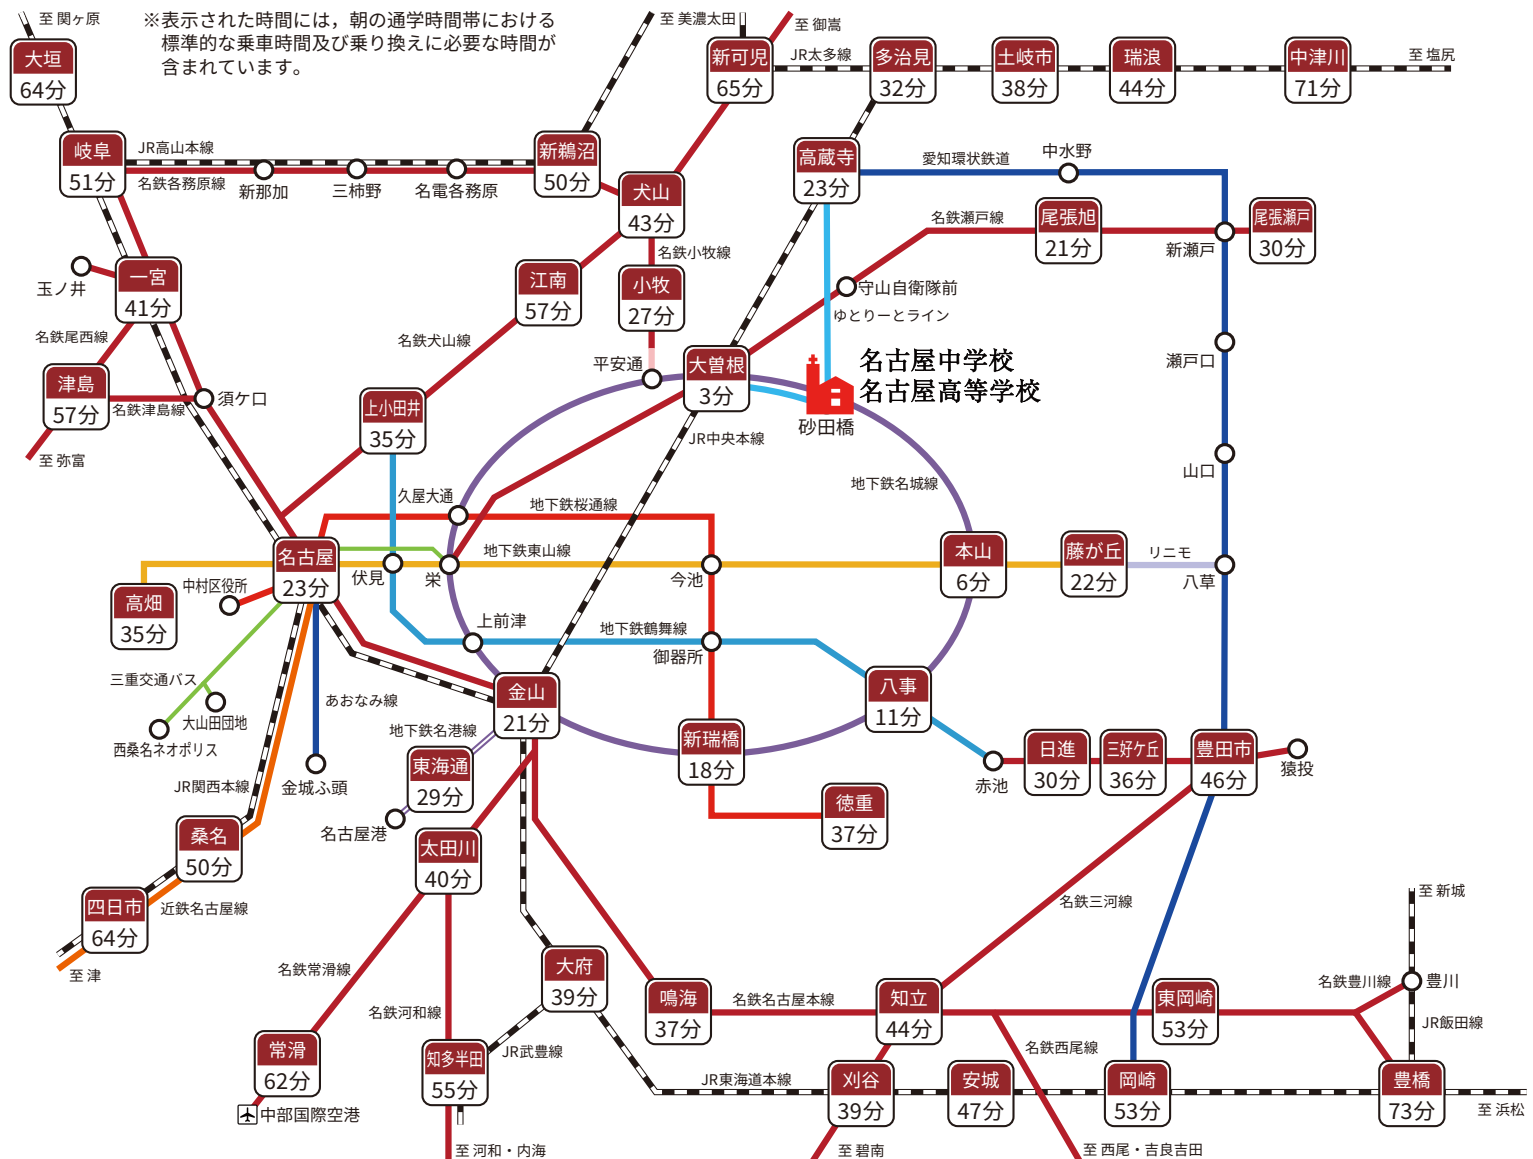 ※表示された時間には，朝の通学時間帯における
標準的な乗車時間及び乗り換えに必要な時間が
含まれています。
至 関ヶ原
大垣
64分
至 美濃太田
新可児
65分
至 御嵩
JR太多線
多治見
32分
土岐市
38分
瑞浪
44分
中津川
71分
至 塩尻
岐阜
51分
JR高山本線
名鉄各務原線
新那加
三柿野
名電各務原
新鵜沼
50分
犬山
43分
高蔵寺
23分
愛知環状鉄道
中水野
名鉄瀬戸線
尾張旭
21分
新瀬戸
尾張瀬戸
30分
玉ノ井
一宮
41分
江南
57分
名鉄小牧線
小牧
27分
守山自衛隊前
ゆとりーとライン
名鉄尾西線
名鉄犬山線
平安通
大曽根
3分
名古屋中学校
名古屋高等学校
砂田橋
瀬戸口
津島
57分
名鉄津島線
須ケ口
上小田井
35分
至 弥富
JR中央本線
地下鉄名城線
山口
久屋大通
地下鉄桜通線
名古屋
23分
地下鉄東山線
伏見
栄
今池
本山
6分
藤が丘
22分
リニモ
八草
中村区役所
高畑
35分
上前津
地下鉄鶴舞線
御器所
三重交通バス
大山田団地
西桑名ネオポリス
あおなみ線
金城ふ頭
金山
21分
地下鉄名港線
東海通
29分
名古屋港
新瑞橋
18分
八事
11分
赤池
日進
30分
三好ケ丘
36分
豊田市
46分
猿投
JR関西本線
桑名
50分
徳重
37分
太田川
40分
四日市
64分
近鉄名古屋線
至 津
名鉄三河線
至 新城
名鉄常滑線
大府
39分
鳴海
37分
名鉄名古屋本線
知立
44分
東岡崎
53分
名鉄豊川線
豊川
名鉄河和線
JR飯田線
常滑
62分
中部国際空港
知多半田
55分
JR武豊線
名鉄西尾線
JR東海道本線
刈谷
39分
安城
47分
岡崎
53分
豊橋
73分
至 浜松
至 河和・内海
至 碧南
至 西尾・吉良吉田